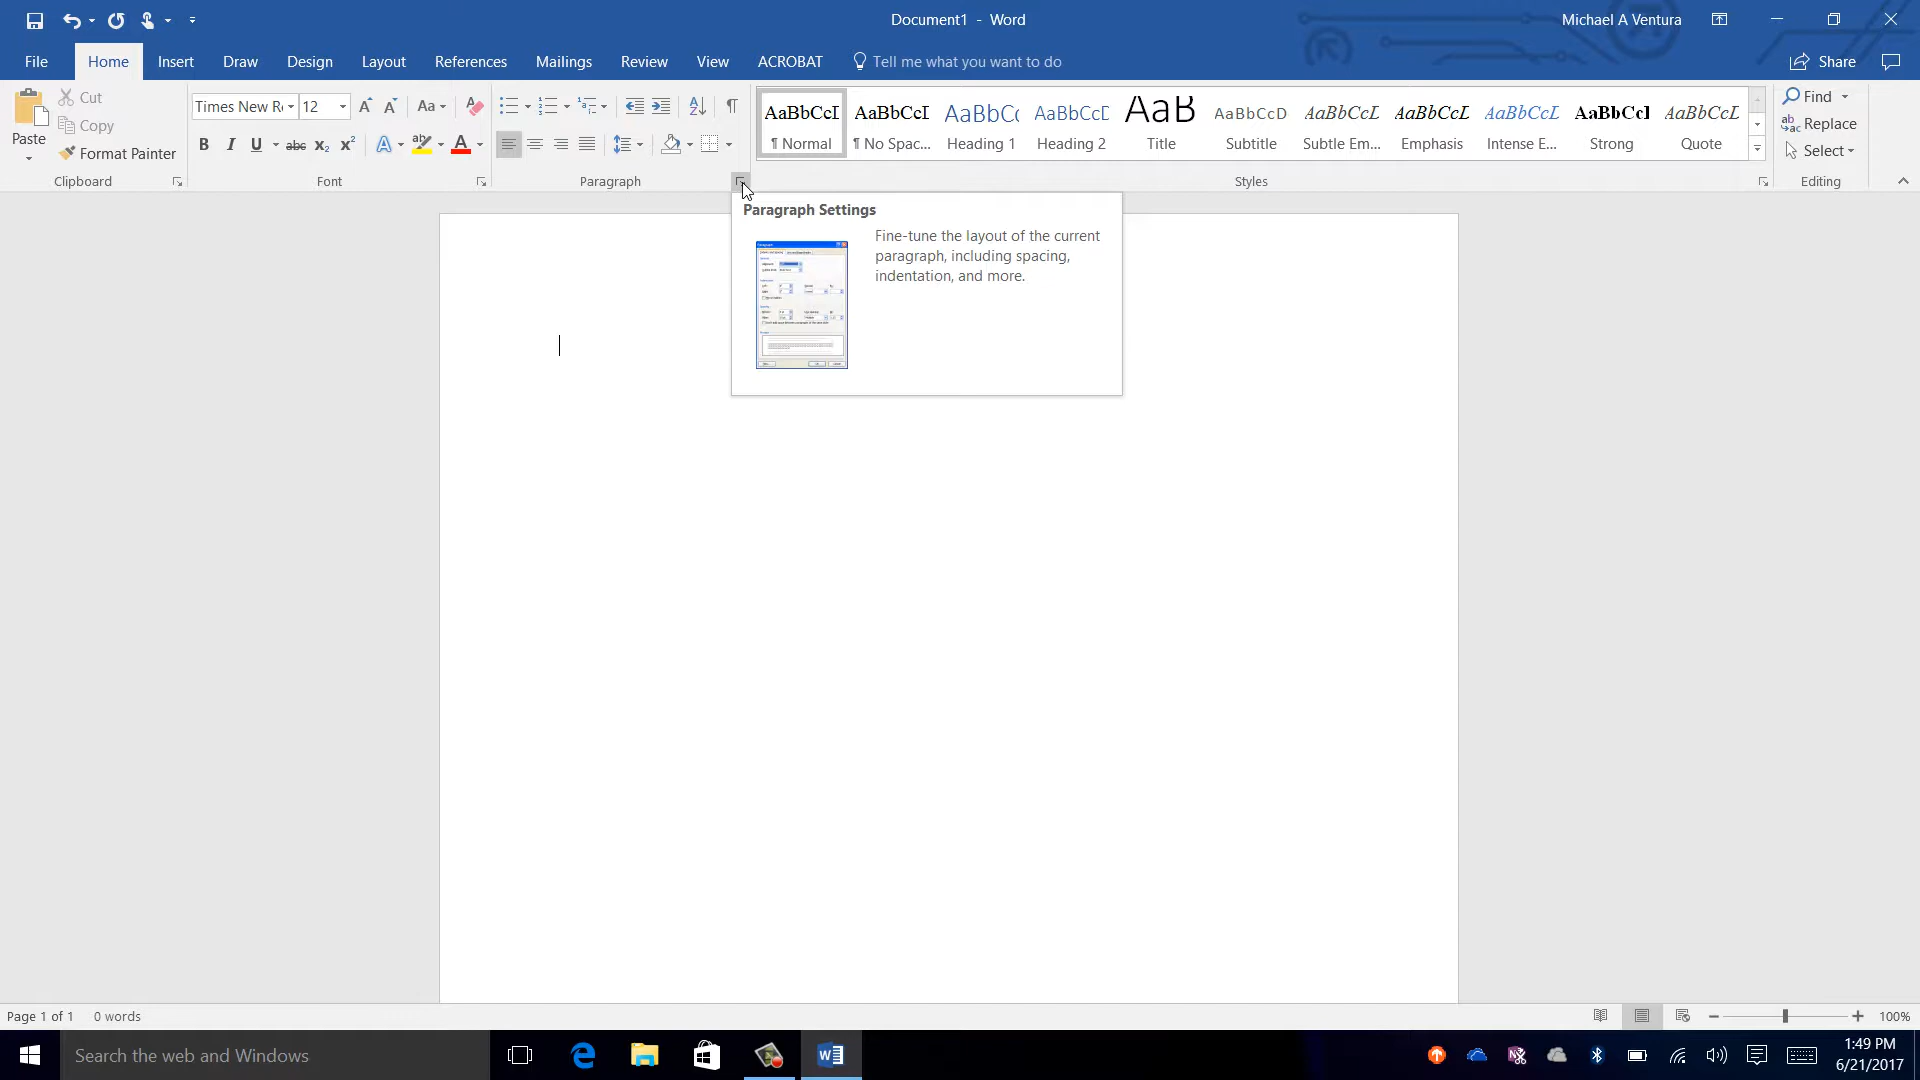 Document1 - Word
Michael A Ventura
File Home Insert Draw Design Layout References Mailings Review View ACROBAT Tell me what you want to do
Share
Paste
Cut
Copy
Format Painter
Clipboard
Times New R
12
Aa
B I U abc X₂ X² A ab A
Font
Paragraph
AaBbCcI
¶ Normal
AaBbCcI
¶ No Spac...
AaBbC
Heading 1
AaBbCcD
Heading 2
AaB
Title
AaBbCcD
Subtitle
AaBbCcL
Subtle Em...
AaBbCcL
Emphasis
AaBbCcL
Intense E...
AaBbCcI
Strong
AaBbCcL
Quote
Styles
Find
Replace
Select
Editing
Paragraph Settings
Fine-tune the layout of the current
paragraph, including spacing,
indentation, and more.
Page 1 of 1 0 words
100%
Search the web and Windows
1:49 PM
6/21/2017